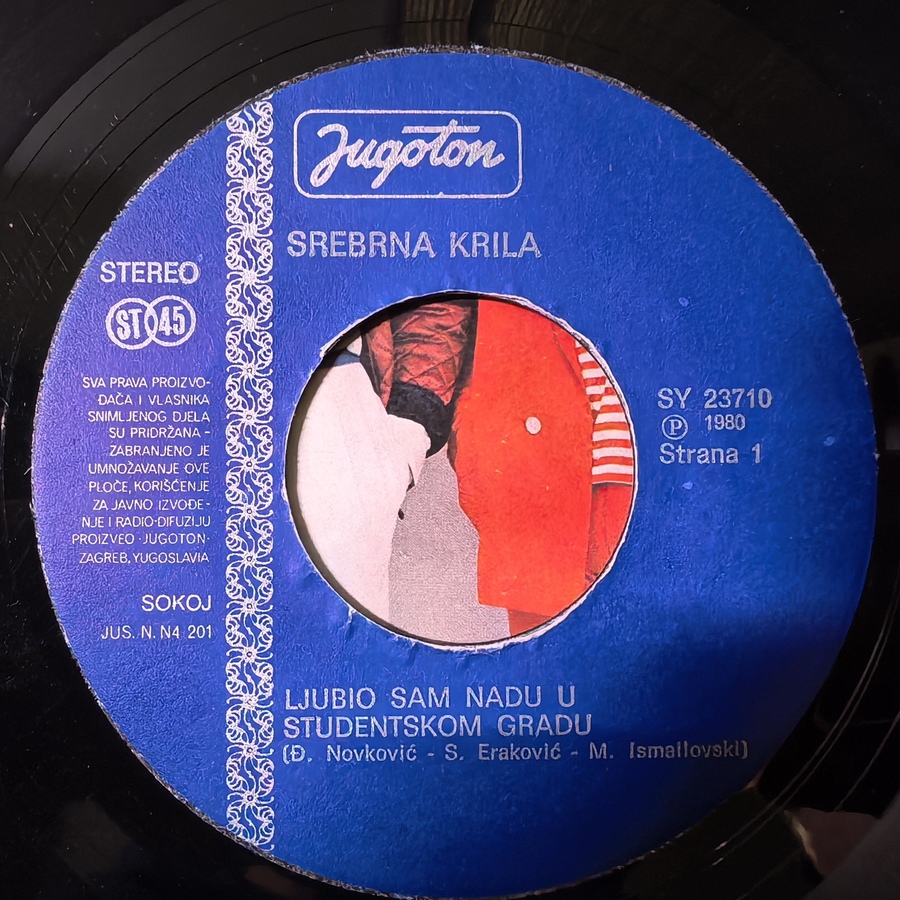 Jugoton
SREBRNA KRILA
STEREO
ST 45
SVA PRAVA PROIZVO-
ĐAČA I VLASNIKA
SNIMLJENOG DJELA
SU PRIDRŽANA -
ZABRANJENO JE
UMNOŽAVANJE OVE
PLOČE, KORIŠĆENJE
ZA JAVNO IZVOĐE-
NJE I RADIO-DIFUZIJU
PROIZVEO ·JUGOTON·
ZAGREB, YUGOSLAVIA
SOKOJ
JUS. N. N4 201
SY 23710
Ⓟ 1980
Strana 1
LJUBIO SAM NADU U
STUDENTSKOM GRADU
(Đ. Novković - S. Eraković - M. Ismailovski)